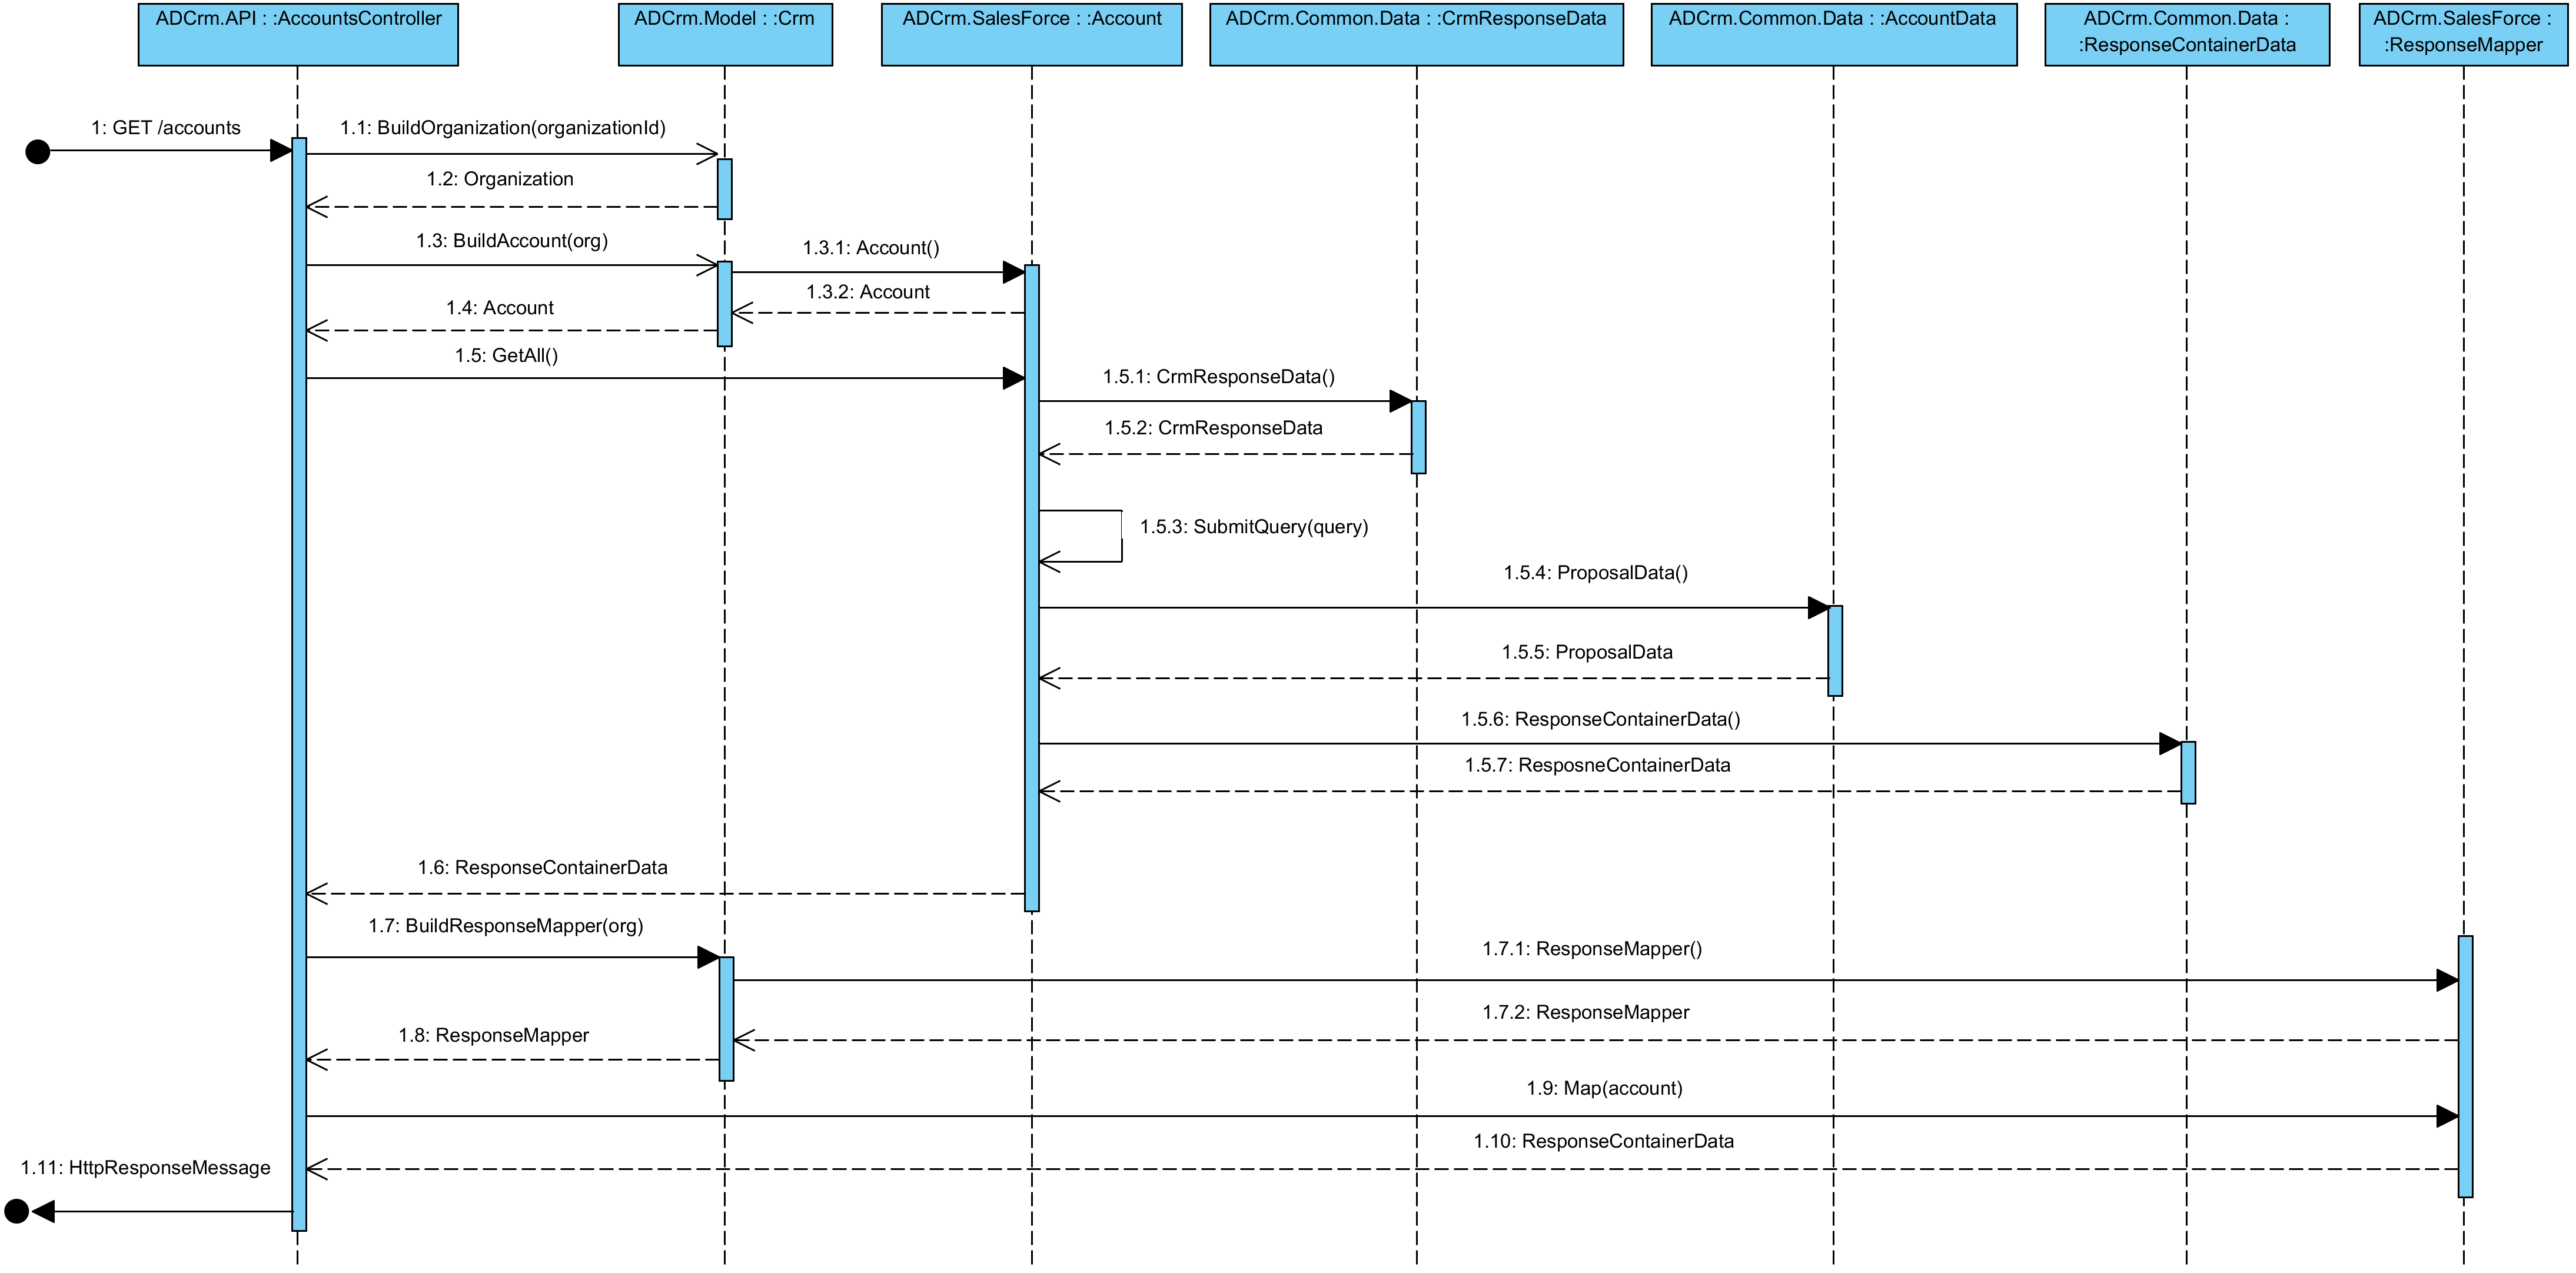 ADCrm.API : :AccountsController
ADCrm.Model : :Crm
ADCrm.SalesForce : :Account
ADCrm.Common.Data : :CrmResponseData
ADCrm.Common.Data : :AccountData
ADCrm.Common.Data :
:ResponseContainerData
ADCrm.SalesForce :
:ResponseMapper
1: GET /accounts
1.1: BuildOrganization(organizationId)
1.2: Organization
1.3: BuildAccount(org)
1.3.1: Account()
1.3.2: Account
1.4: Account
1.5: GetAll()
1.5.1: CrmResponseData()
1.5.2: CrmResponseData
1.5.3: SubmitQuery(query)
1.5.4: ProposalData()
1.5.5: ProposalData
1.5.6: ResponseContainerData()
1.5.7: ResposneContainerData
1.6: ResponseContainerData
1.7: BuildResponseMapper(org)
1.7.1: ResponseMapper()
1.7.2: ResponseMapper
1.8: ResponseMapper
1.9: Map(account)
1.10: ResponseContainerData
1.11: HttpResponseMessage